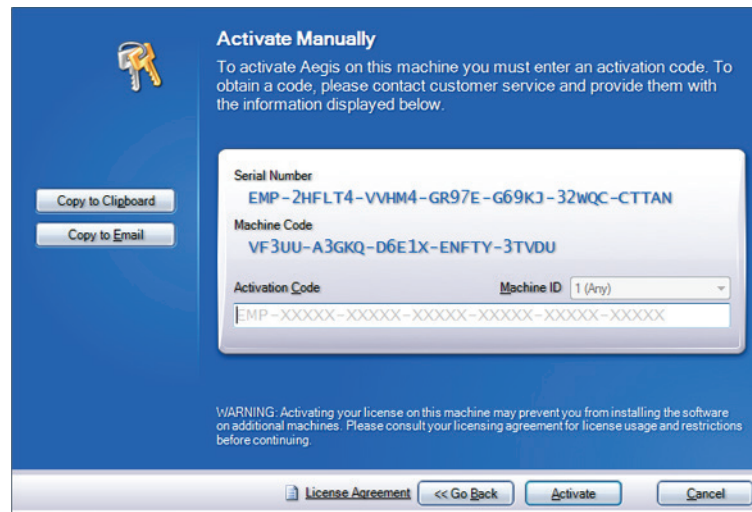 Activate Manually
To activate Aegis on this machine you must enter an activation code. To
obtain a code, please contact customer service and provide them with
the information displayed below.
Copy to Clipboard
Copy to Email
Serial Number
EMP-2HFLT4-VVHM4-GR97E-G69KJ-32WQC-CTTAN
Machine Code
VF3UU-A3GKQ-D6E1X-ENFTY-3TVDU
Activation Code Machine ID 1 (Any)
EMP-XXXXX-XXXXX-XXXXX-XXXXX-XXXXX-XXXXX
WARNING: Activating your license on this machine may prevent you from installing the software
on additional machines. Please consult your licensing agreement for license usage and restrictions
before continuing.
License Agreement << Go Back Activate Cancel